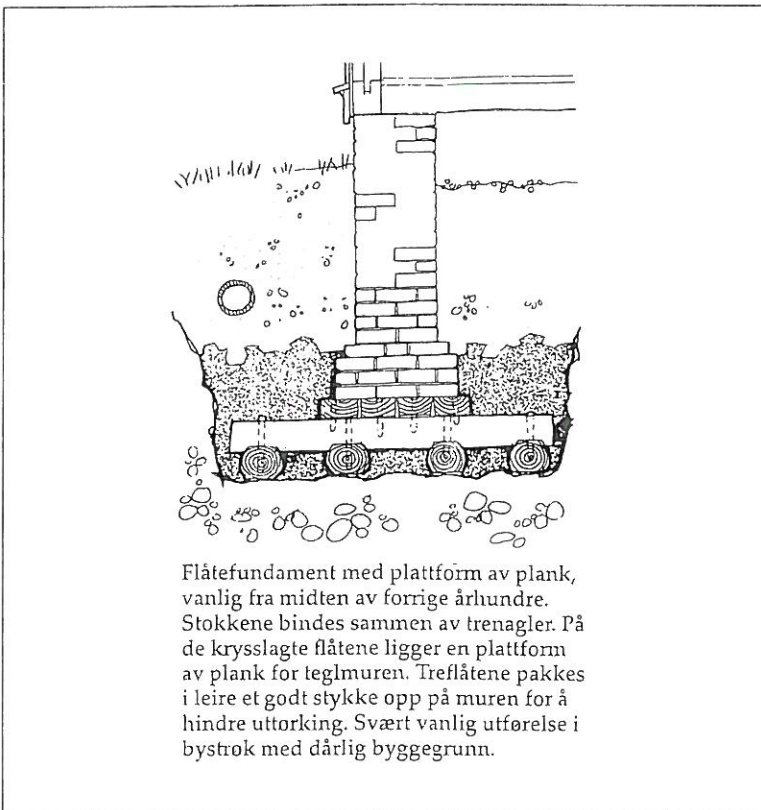 Flåtefundament med plattform av plank,
vanlig fra midten av forrige århundre.
Stokkene bindes sammen av trenagler. På
de krysslagte flåtene ligger en plattform
av plank for teglmuren. Treflåtene pakkes
i leire et godt stykke opp på muren for å
hindre uttørking. Svært vanlig utførelse i
bystrøk med dårlig byggegrunn.